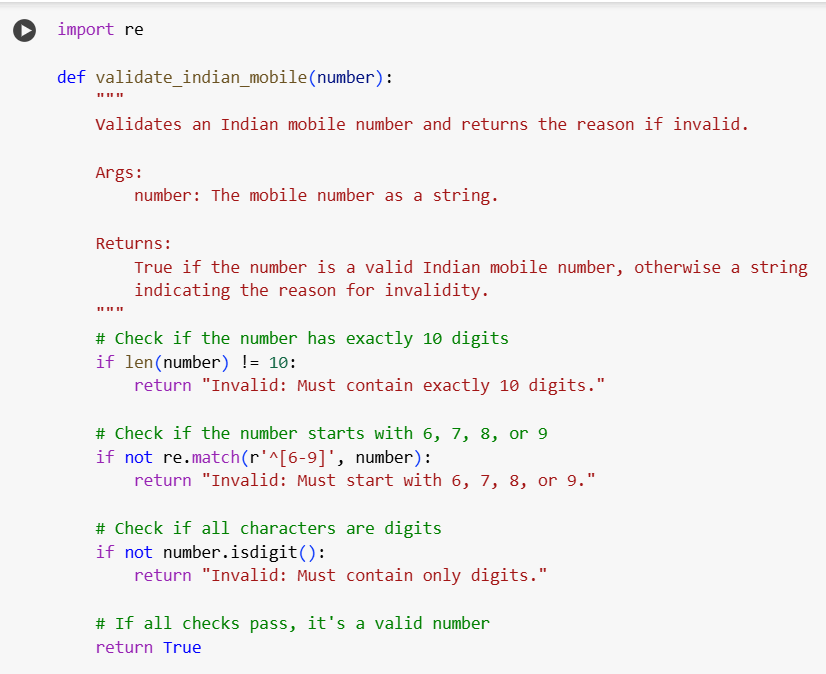 import re
def validate_indian_mobile(number):
"""
Validates an Indian mobile number and returns the reason if invalid.
Args:
number: The mobile number as a string.
Returns:
True if the number is a valid Indian mobile number, otherwise a string
indicating the reason for invalidity.
"""
# Check if the number has exactly 10 digits
if len(number) != 10:
return "Invalid: Must contain exactly 10 digits."
# Check if the number starts with 6, 7, 8, or 9
if not re.match(r'^[6-9]', number):
return "Invalid: Must start with 6, 7, 8, or 9."
# Check if all characters are digits
if not number.isdigit():
return "Invalid: Must contain only digits."
# If all checks pass, it's a valid number
return True